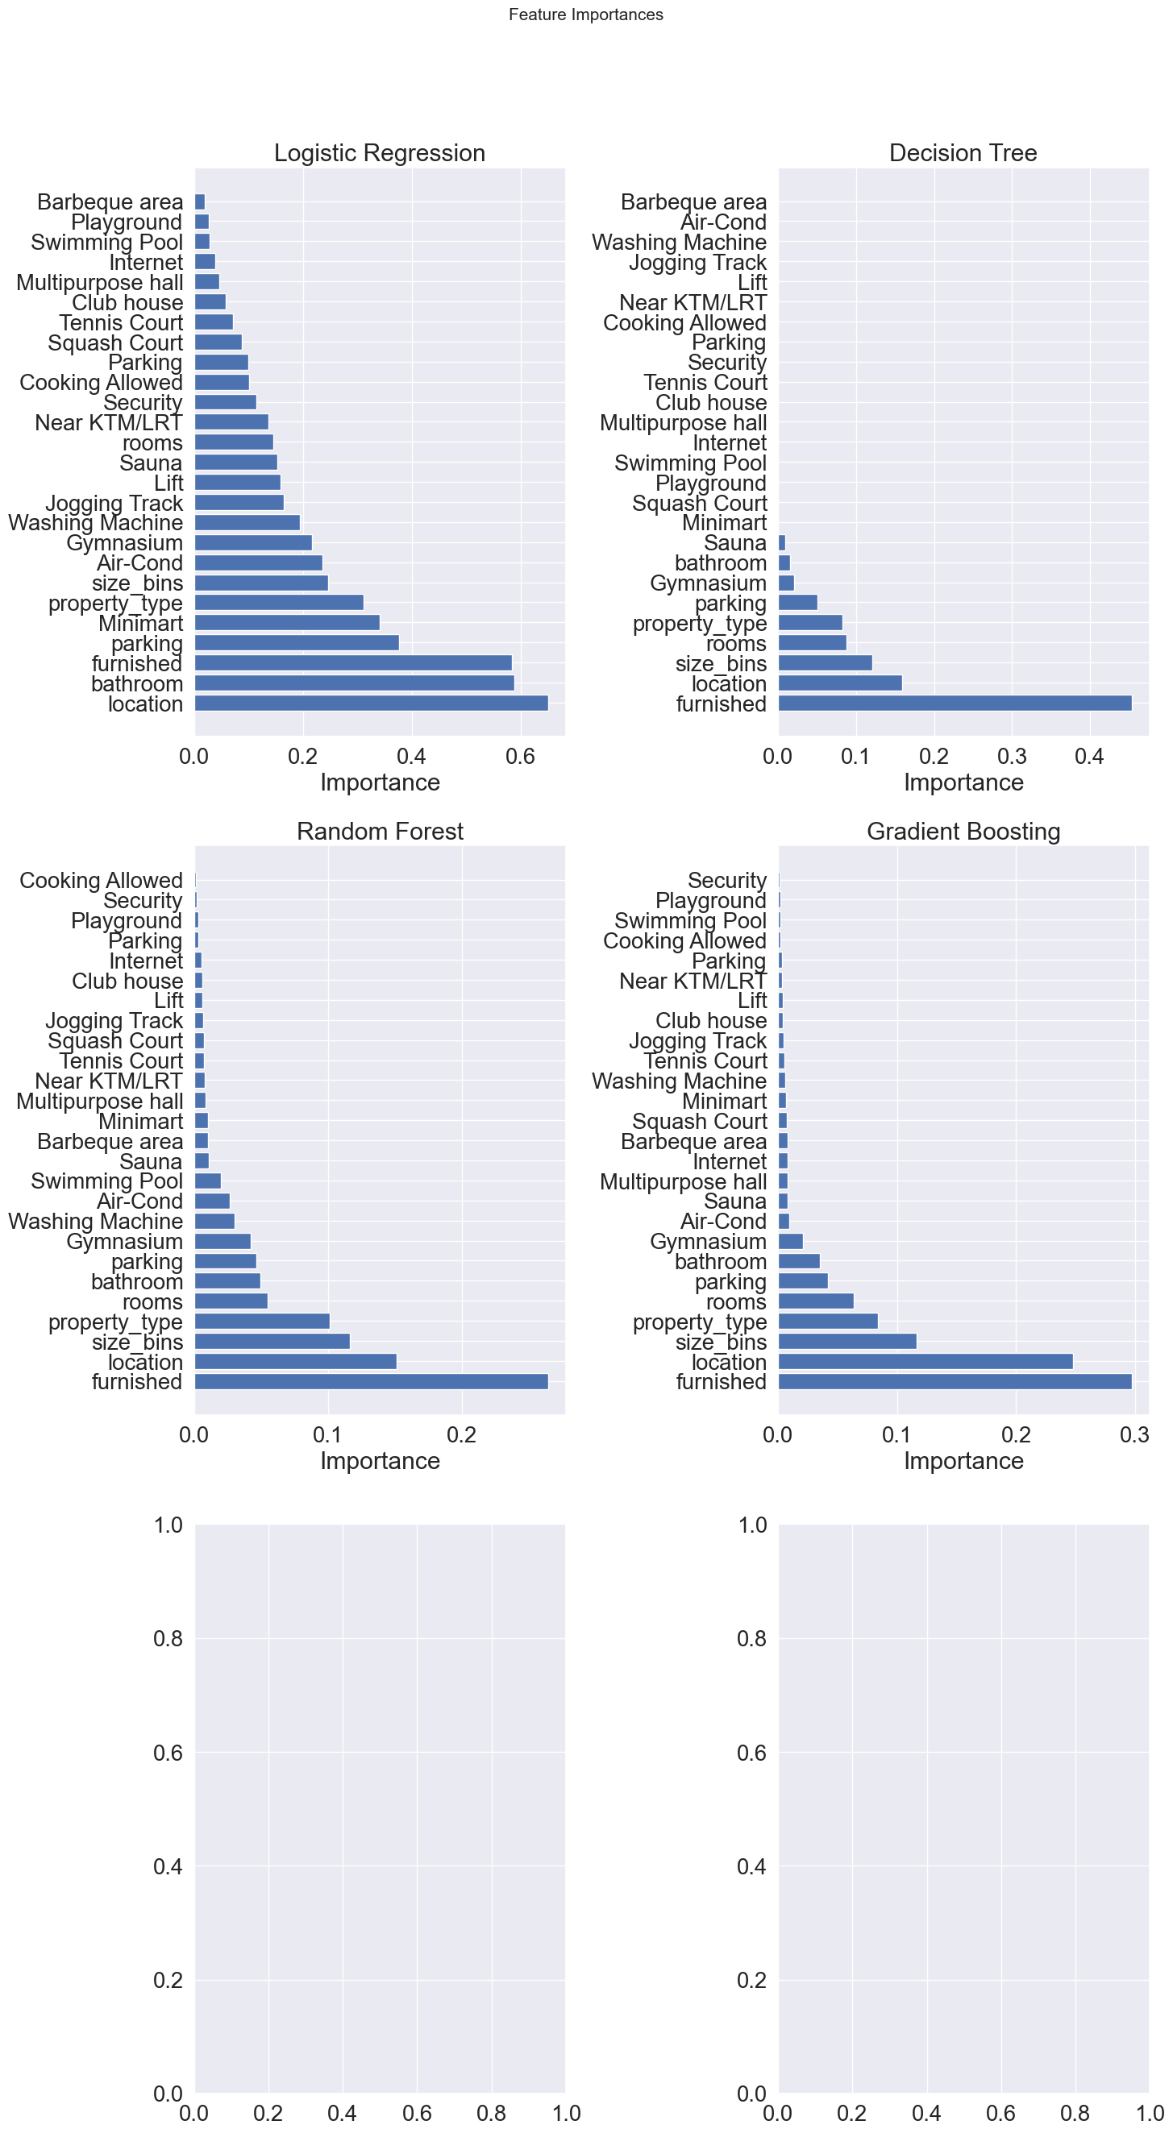 Feature Importances
Logistic Regression
Barbeque area
Playground
Swimming Pool
Internet
Multipurpose hall
Club house
Tennis Court
Squash Court
Parking
Cooking Allowed
Security
Near KTM/LRT
rooms
Sauna
Lift
Jogging Track
Washing Machine
Gymnasium
Air-Cond
size_bins
property_type
Minimart
parking
furnished
bathroom
location
0.0 0.2 0.4 0.6
Importance
Decision Tree
Barbeque area
Air-Cond
Washing Machine
Jogging Track
Lift
Near KTM/LRT
Cooking Allowed
Parking
Security
Tennis Court
Club house
Multipurpose hall
Internet
Swimming Pool
Playground
Squash Court
Minimart
Sauna
bathroom
Gymnasium
parking
property_type
rooms
size_bins
location
furnished
0.0 0.1 0.2 0.3 0.4
Importance
Random Forest
Cooking Allowed
Security
Playground
Parking
Internet
Club house
Lift
Jogging Track
Squash Court
Tennis Court
Near KTM/LRT
Multipurpose hall
Minimart
Barbeque area
Sauna
Swimming Pool
Air-Cond
Washing Machine
Gymnasium
parking
bathroom
rooms
property_type
size_bins
location
furnished
0.0 0.1 0.2
Importance
Gradient Boosting
Security
Playground
Swimming Pool
Cooking Allowed
Parking
Near KTM/LRT
Lift
Club house
Jogging Track
Tennis Court
Washing Machine
Minimart
Squash Court
Barbeque area
Internet
Multipurpose hall
Sauna
Air-Cond
Gymnasium
bathroom
parking
rooms
property_type
size_bins
location
furnished
0.0 0.1 0.2 0.3
Importance
1.0
0.8
0.6
0.4
0.2
0.0
0.0 0.2 0.4 0.6 0.8 1.0
1.0
0.8
0.6
0.4
0.2
0.0
0.0 0.2 0.4 0.6 0.8 1.0